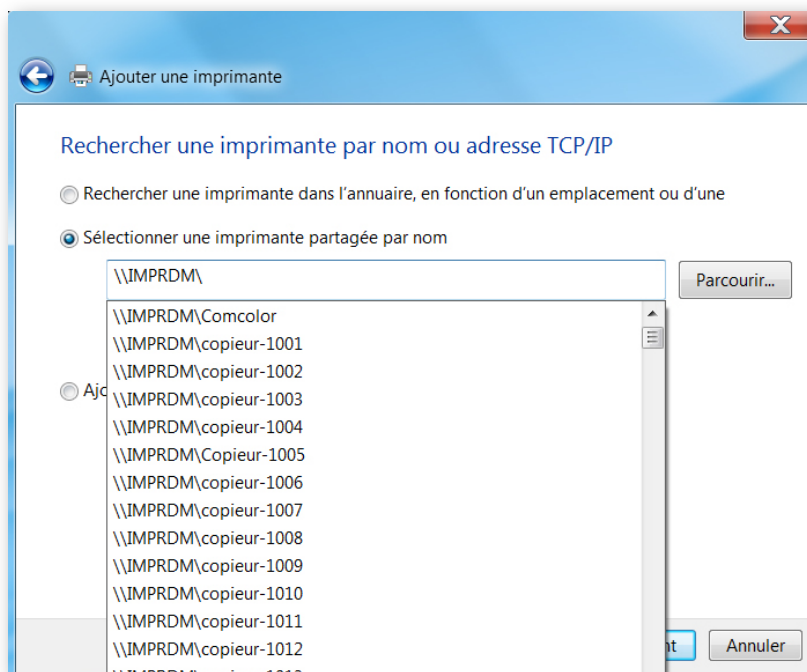 Ajouter une imprimante
Rechercher une imprimante par nom ou adresse TCP/IP
Rechercher une imprimante dans l'annuaire, en fonction d'un emplacement ou d'une
Sélectionner une imprimante partagée par nom
\\IMPRDM\
Parcourir...
\\IMPRDM\Comcolor
\\IMPRDM\copieur-1001
\\IMPRDM\copieur-1002
Ajo
\\IMPRDM\copieur-1003
\\IMPRDM\copieur-1004
\\IMPRDM\Copieur-1005
\\IMPRDM\copieur-1006
\\IMPRDM\copieur-1007
\\IMPRDM\copieur-1008
\\IMPRDM\copieur-1009
\\IMPRDM\copieur-1010
\\IMPRDM\copieur-1011
\\IMPRDM\copieur-1012
nt
Annuler